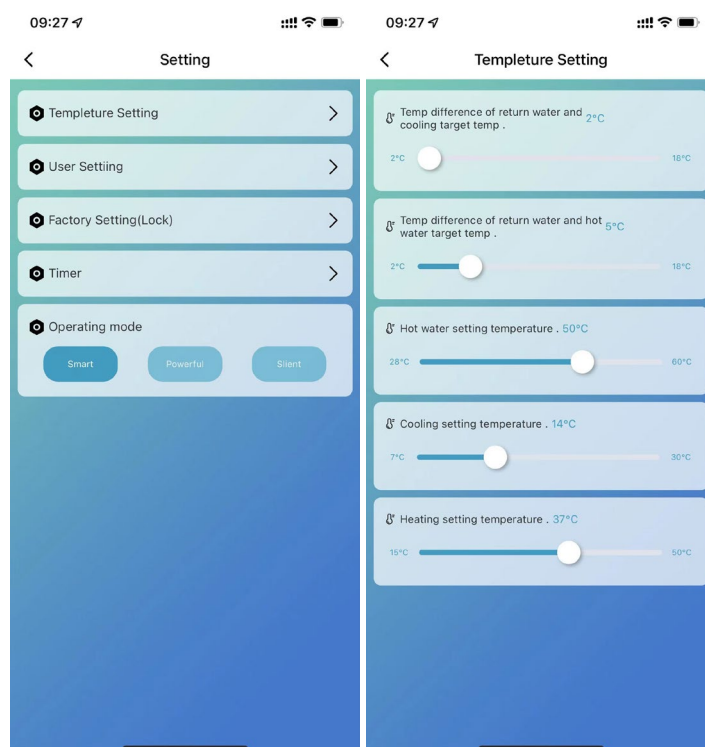 09:27
Setting
Templeture Setting
User Settiing
Factory Setting(Lock)
Timer
Operating mode
Smart
Powerful
Silent
09:27
Templeture Setting
Temp difference of return water and
cooling target temp .
2°C
2°C
18°C
Temp difference of return water and hot
water target temp .
5°C
2°C
18°C
Hot water setting temperature . 50°C
28°C
60°C
Cooling setting temperature . 14°C
7°C
30°C
Heating setting temperature . 37°C
15°C
50°C